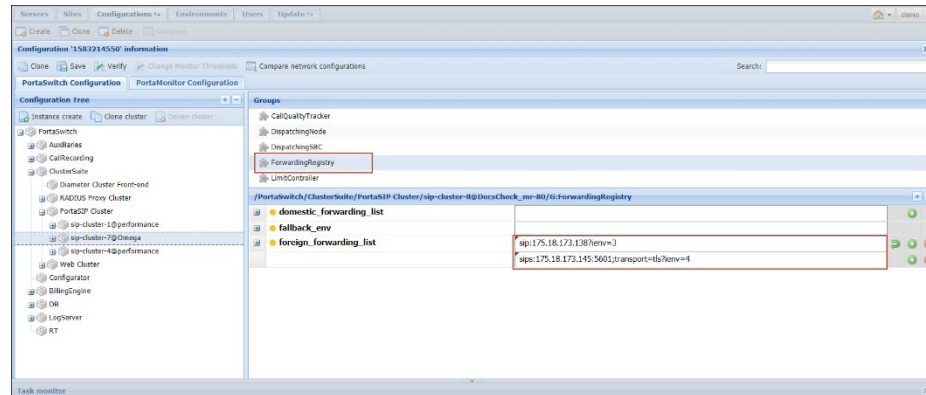 Servers Sites Configurations Environments Users Update demo
Create Clone Delete Compare
Configuration '1583214550' information
Clone Save Verify Change Monitor Thresholds Compare network configurations Search:
PortaSwitch Configuration PortaMonitor Configuration
Configuration Tree
Groups
Instance create Clone cluster Delete cluster
CallQualityTracker
DispatchingNode
DispatchingSBC
ForwardingRegistry
LimitController
PortaSwitch
Auxiliaries
CallRecording
ClusterSuite
Diameter Cluster Front-end
RADIUS Proxy Cluster
PortaSIP Cluster
sip-cluster-1@performance
sip-cluster-7@Omega
sip-cluster-4@performance
Web Cluster
Configurator
BillingEngine
DB
LogServer
RT
/PortaSwitch/ClusterSuite/PortaSIP Cluster/sip-cluster-8@DocsCheck_mr-80/G:ForwardingRegistry
domestic_forwarding_list
fallback_env
foreign_forwarding_list sip:175.18.173.138?ienv=3
sips:175.18.173.145:5601;transport=tls?ienv=4
Task monitor